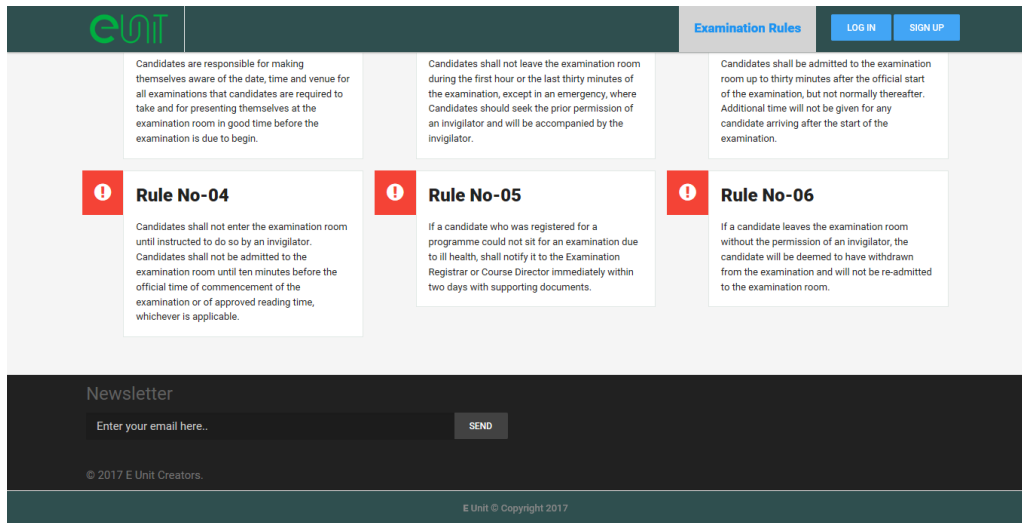 eUNIT
Examination Rules
LOG IN
SIGN UP
Candidates are responsible for making
themselves aware of the date, time and venue for
all examinations that candidates are required to
take and for presenting themselves at the
examination room in good time before the
examination is due to begin.
Candidates shall not leave the examination room
during the first hour or the last thirty minutes of
the examination, except in an emergency, where
Candidates should seek the prior permission of
an invigilator and will be accompanied by the
invigilator.
Candidates shall be admitted to the examination
room up to thirty minutes after the official start
of the examination, but not normally thereafter.
Additional time will not be given for any
candidate arriving after the start of the
examination.
Rule No-04
Candidates shall not enter the examination room
until instructed to do so by an invigilator.
Candidates shall not be admitted to the
examination room until ten minutes before the
official time of commencement of the
examination or of approved reading time,
whichever is applicable.
Rule No-05
If a candidate who was registered for a
programme could not sit for an examination due
to ill health, shall notify it to the Examination
Registrar or Course Director immediately within
two days with supporting documents.
Rule No-06
If a candidate leaves the examination room
without the permission of an invigilator, the
candidate will be deemed to have withdrawn
from the examination and will not be re-admitted
to the examination room.
Newsletter
Enter your email here..
SEND
© 2017 E Unit Creators.
E Unit © Copyright 2017